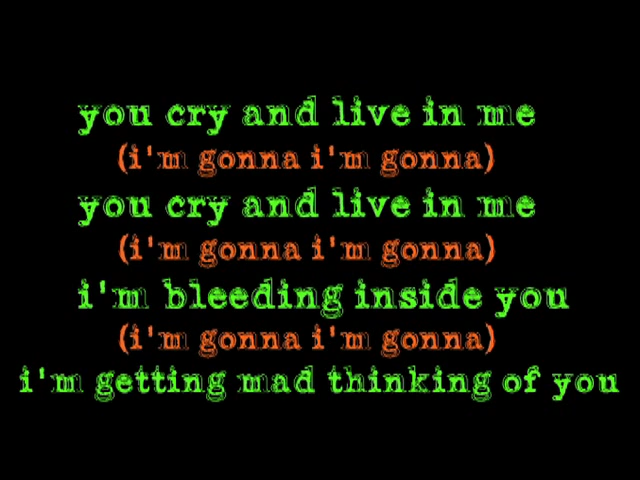 you cry and live in me
(i'm gonna i'm gonna)
you cry and live in me
(i'm gonna i'm gonna)
i'm bleeding inside you
(i'm gonna i'm gonna)
i'm getting mad thinking of you